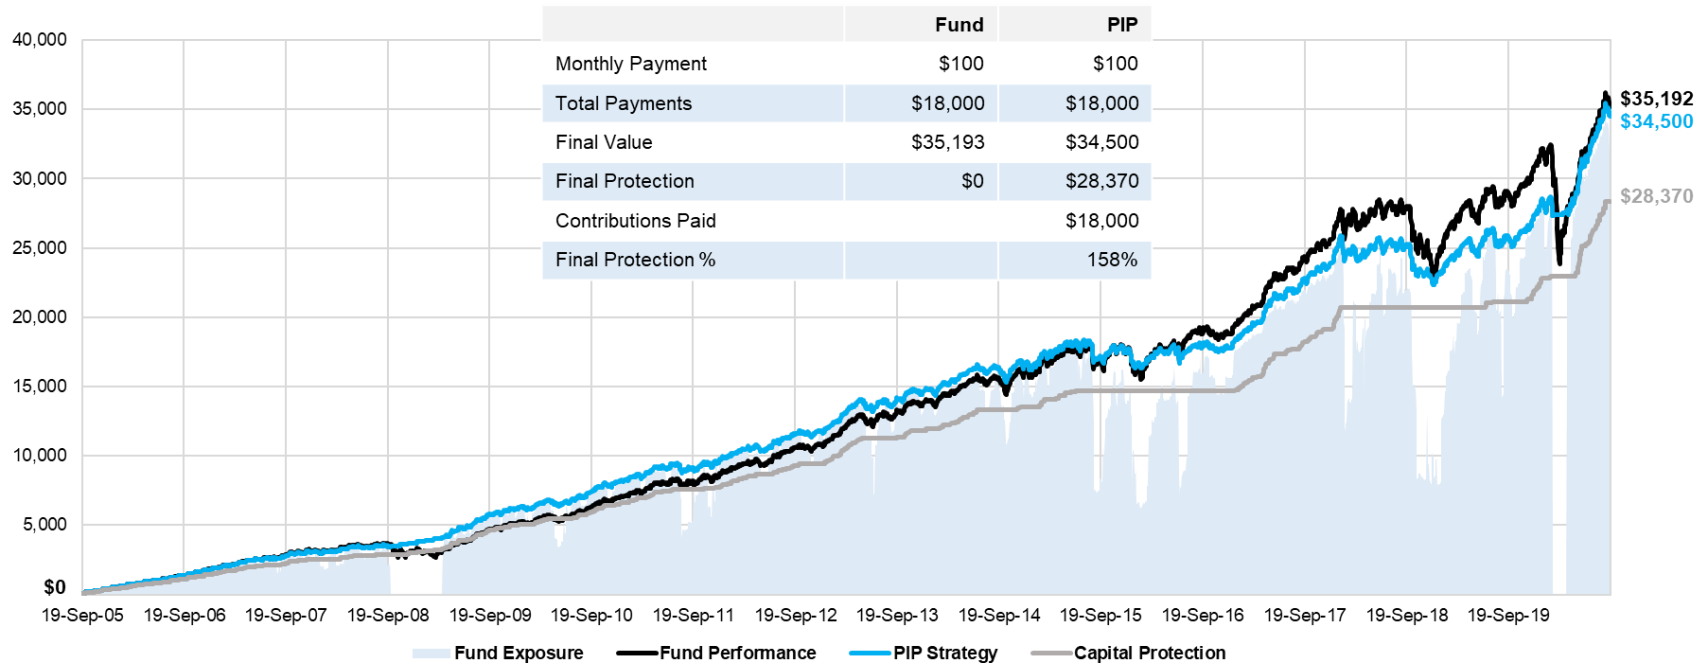 Fund PIP
40,000
Monthly Payment $100 $100
35,000
Total Payments $18,000 $18,000
$35,192
$34,500
Final Value $35,193 $34,500
30,000
Final Protection $0 $28,370
$28,370
Contributions Paid $18,000
25,000
Final Protection % 158%
20,000
15,000
10,000
5,000
$0
19-Sep-05 19-Sep-06 19-Sep-07 19-Sep-08 19-Sep-09 19-Sep-10 19-Sep-11 19-Sep-12 19-Sep-13 19-Sep-14 19-Sep-15 19-Sep-16 19-Sep-17 19-Sep-18 19-Sep-19
Fund Exposure Fund Performance PIP Strategy Capital Protection